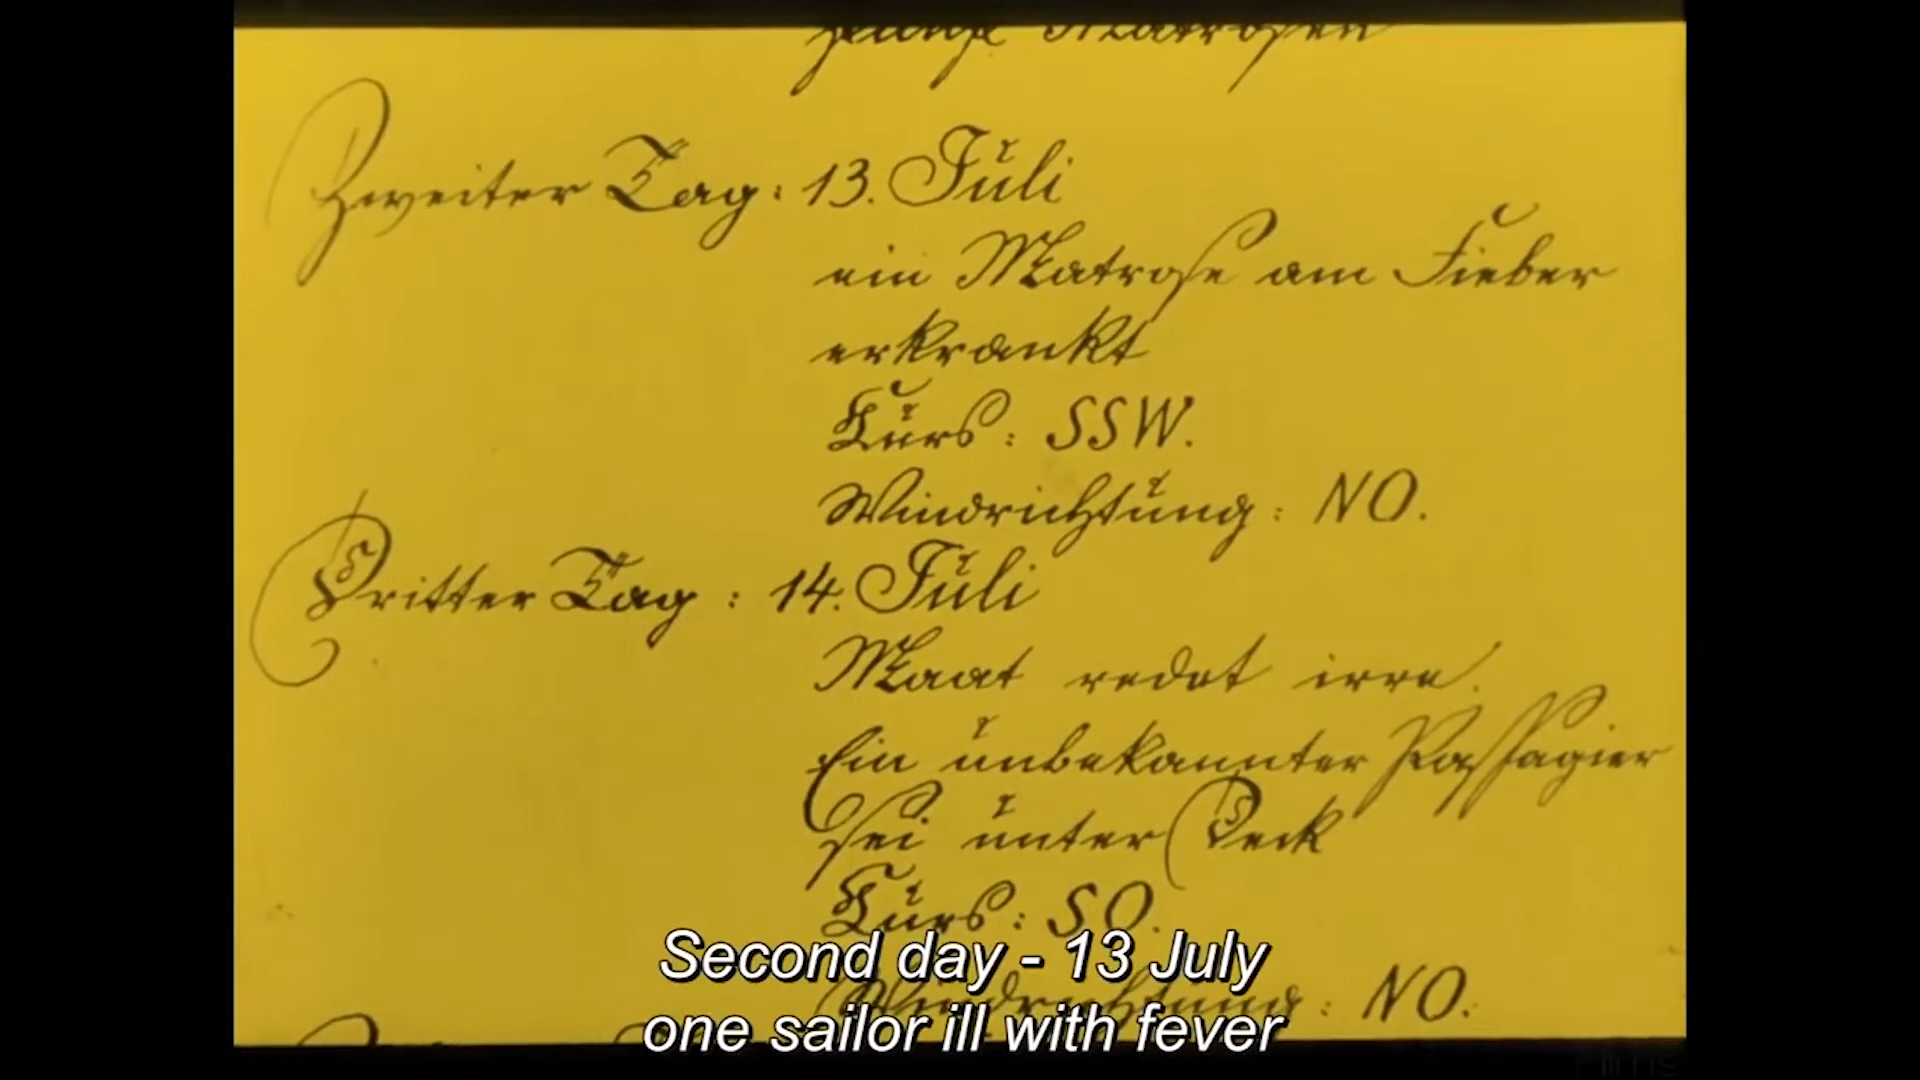 Matrosen
Zweiter Tag: 13. Juli
ein Matrose am Fieber
erkrankt
Kurs: SSW.
Windrichtung: NO.
Dritter Tag: 14. Juli
Maat redet irre.
Ein unbekannter Passagier
sei unter Deck
Kurs: SO.
Windrichtung: NO.
Second day - 13 July
one sailor ill with fever